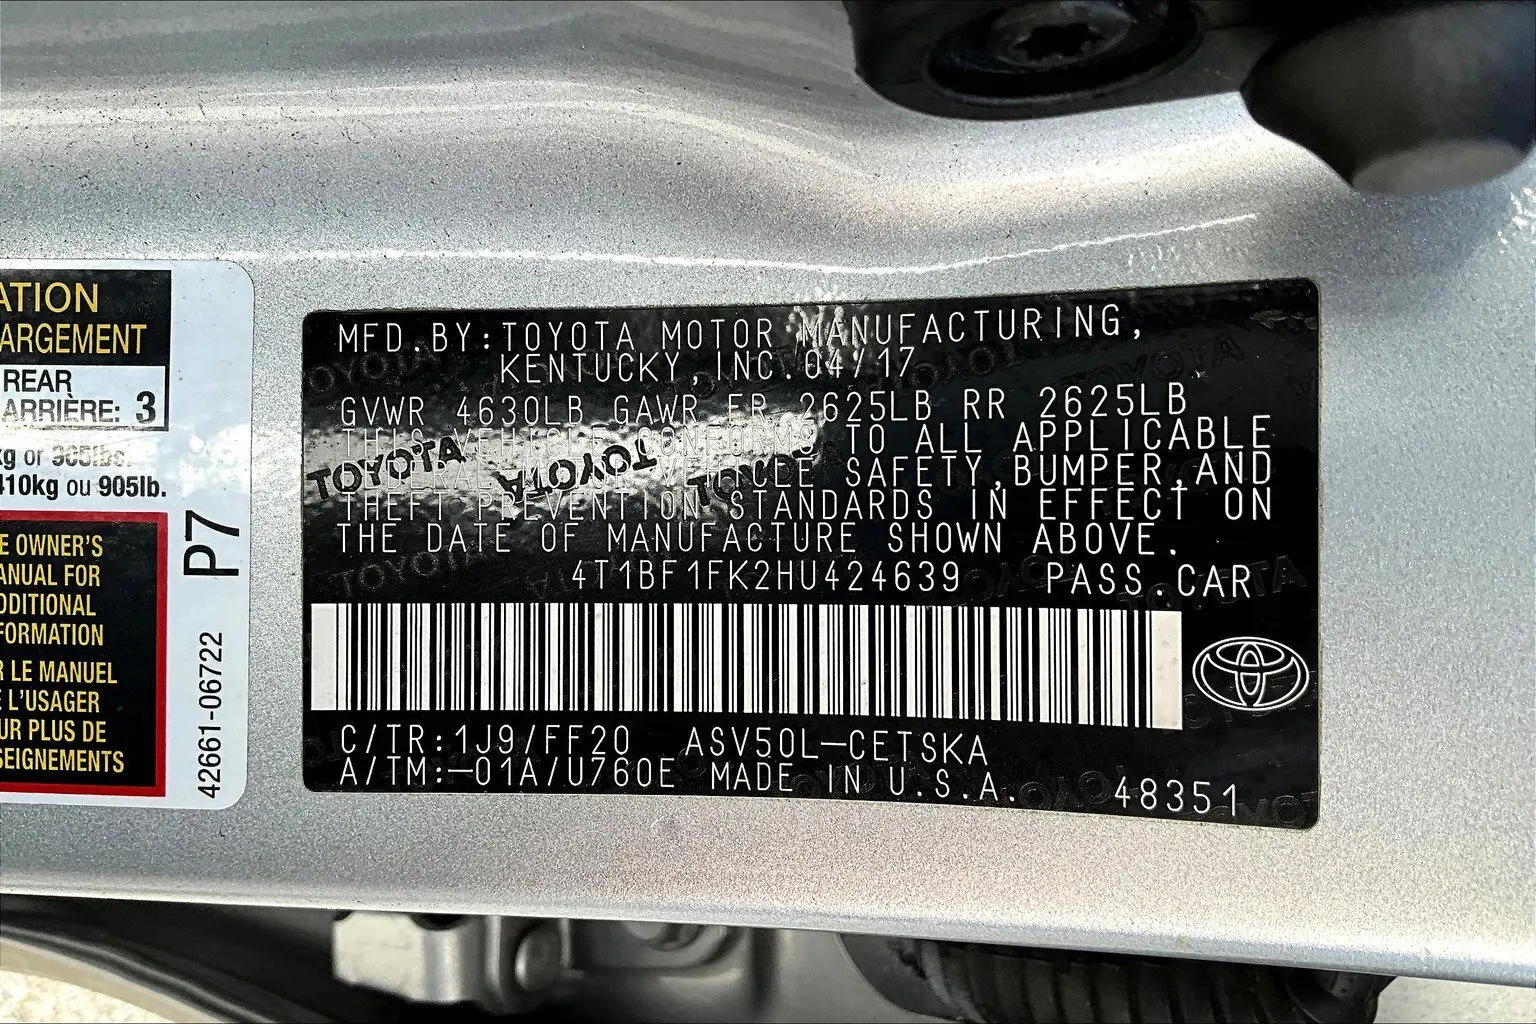 ATION
ARGEMENT
REAR
ARRIÈRE: 3
kg or 905lbs.
410kg ou 905lb.
E OWNER'S
ANUAL FOR
DDITIONAL
FORMATION
R LE MANUEL
E L'USAGER
UR PLUS DE
SEIGNEMENTS
P7
42661-06722
MFD.BY:TOYOTA MOTOR MANUFACTURING,
KENTUCKY, INC.04/17
GVWR 4630LB GAWR FR 2625LB RR 2625LB
THIS VEHICLE CONFORMS TO ALL APPLICABLE
FEDERAL VEHICLE SAFETY,BUMPER,AND
THEFT PREVENTION STANDARDS IN EFFECT ON
THE DATE OF MANUFACTURE SHOWN ABOVE.
4T1BF1FK2HU424639 PASS.CAR
C/TR:1J9/FF20 ASV50L-CETSKA
A/TM:-01A/U760E MADE IN U.S.A. 48351
TOYOTA TOYOTA TOYOTA